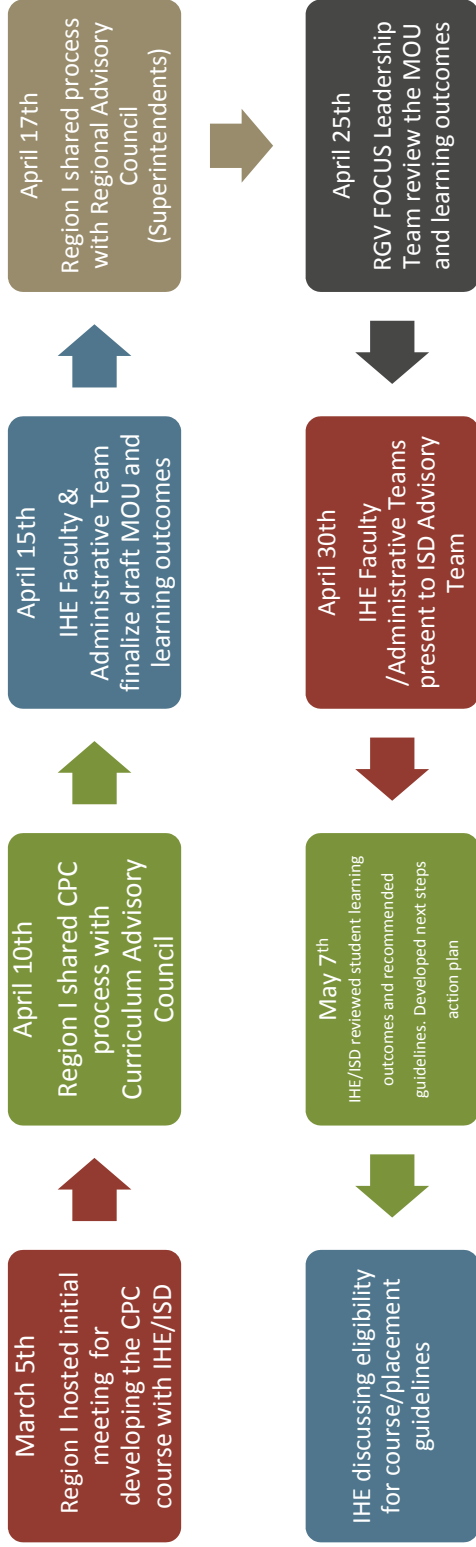 March 5th
Region I hosted initial
meeting for
developing the CPC
course with IHE/ISD
April 10th
Region I shared CPC
process with
Curriculum Advisory
Council
April 15th
IHE Faculty &
Administrative Team
finalize draft MOU and
learning outcomes
April 17th
Region I shared process
with Regional Advisory
Council
(Superintendents)
April 25th
RGV FOCUS Leadership
Team review the MOU
and learning outcomes
April 30th
IHE Faculty
/Administrative Teams
present to ISD Advisory
Team
May 7th
IHE/ISD reviewed student learning
outcomes and recommended
guidelines. Developed next steps
action plan
IHE discussing eligibility
for course/placement
guidelines